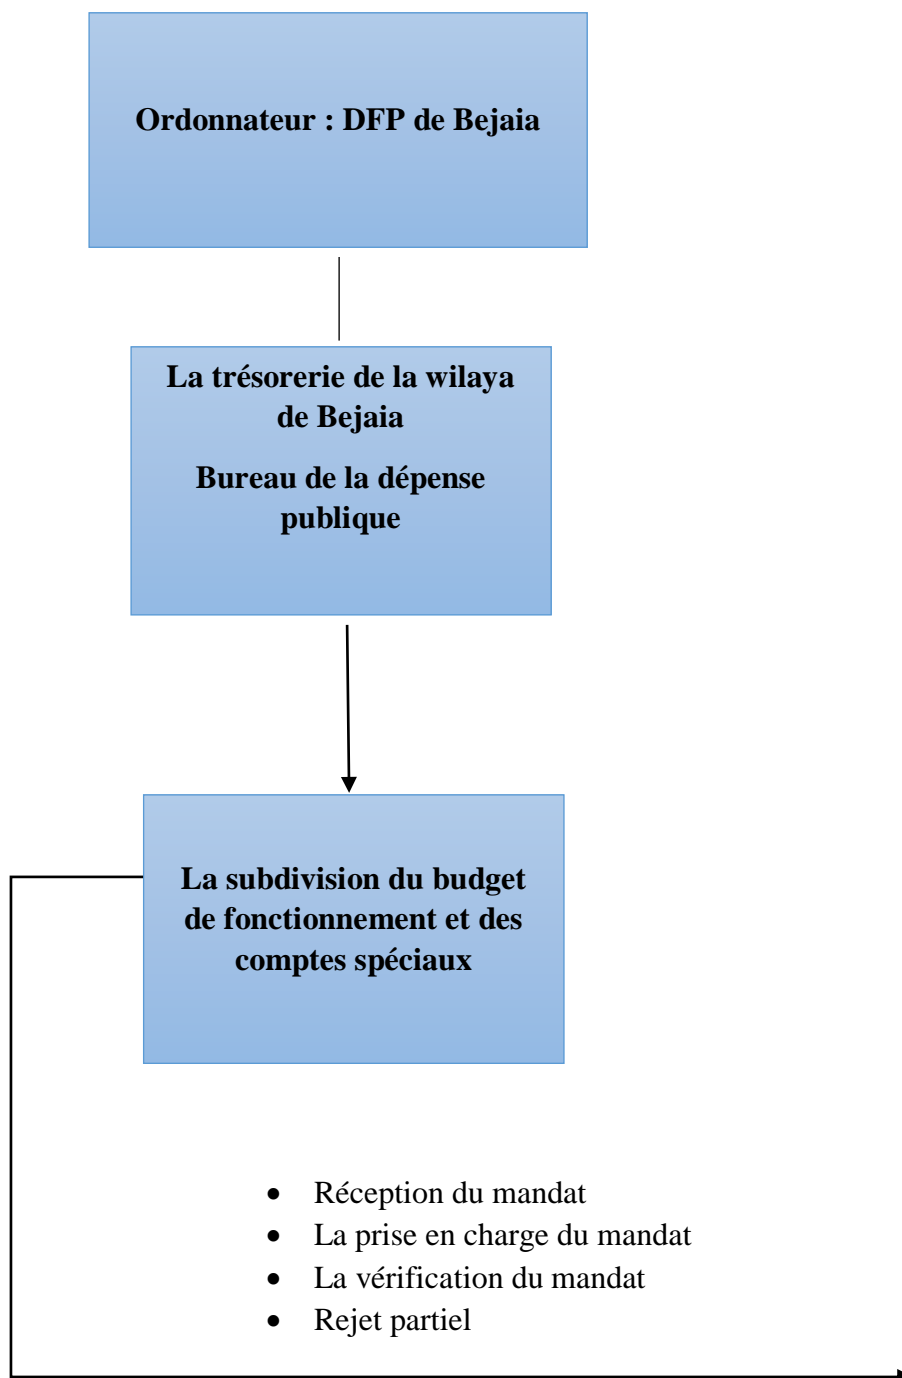 Ordonnateur : DFP de Bejaia
La trésorerie de la wilaya
de Bejaia
Bureau de la dépense
publique
La subdivision du budget
de fonctionnement et des
comptes spéciaux
• Réception du mandat
• La prise en charge du mandat
• La vérification du mandat
• Rejet partiel